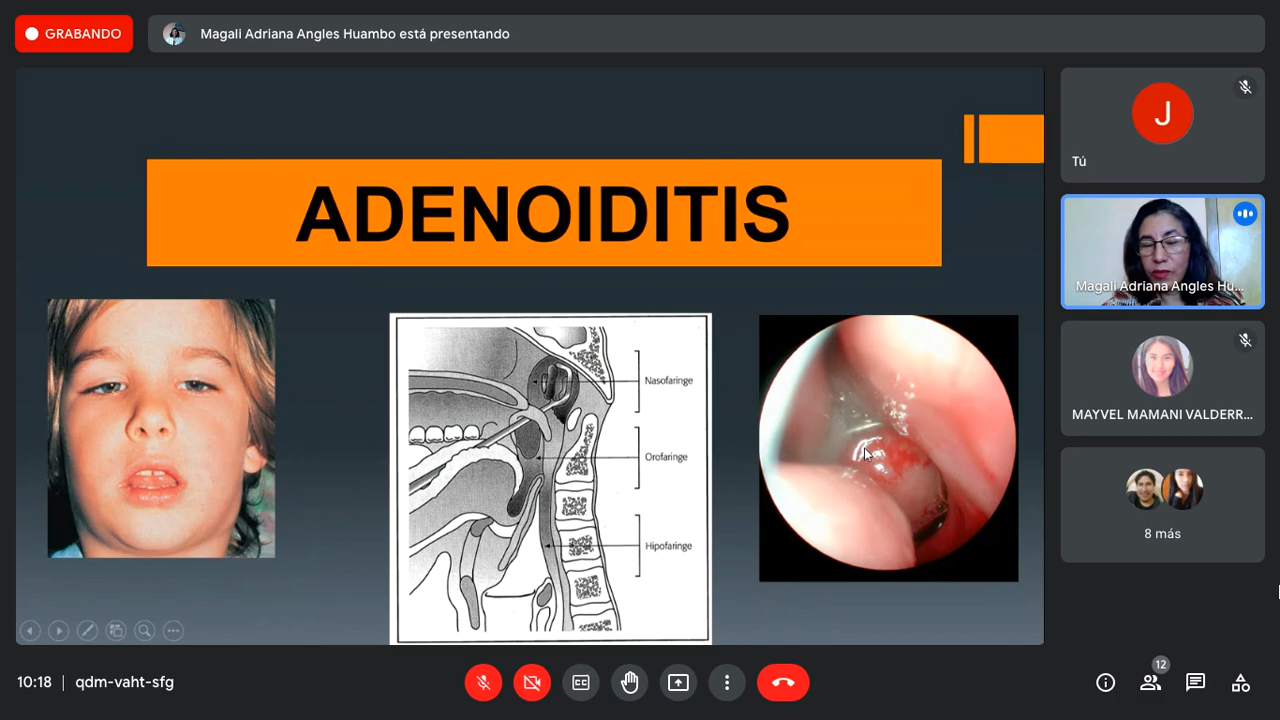 GRABANDO
Magali Adriana Angles Huambo está presentando
J
Tú
ADENOIDITIS
Magali Adriana Angles Hu...
Nasofaringe
Orofaringe
Hipofaringe
MAYVEL MAMANI VALDERR...
8 más
10:18 | qdm-vaht-sfg
CC
12